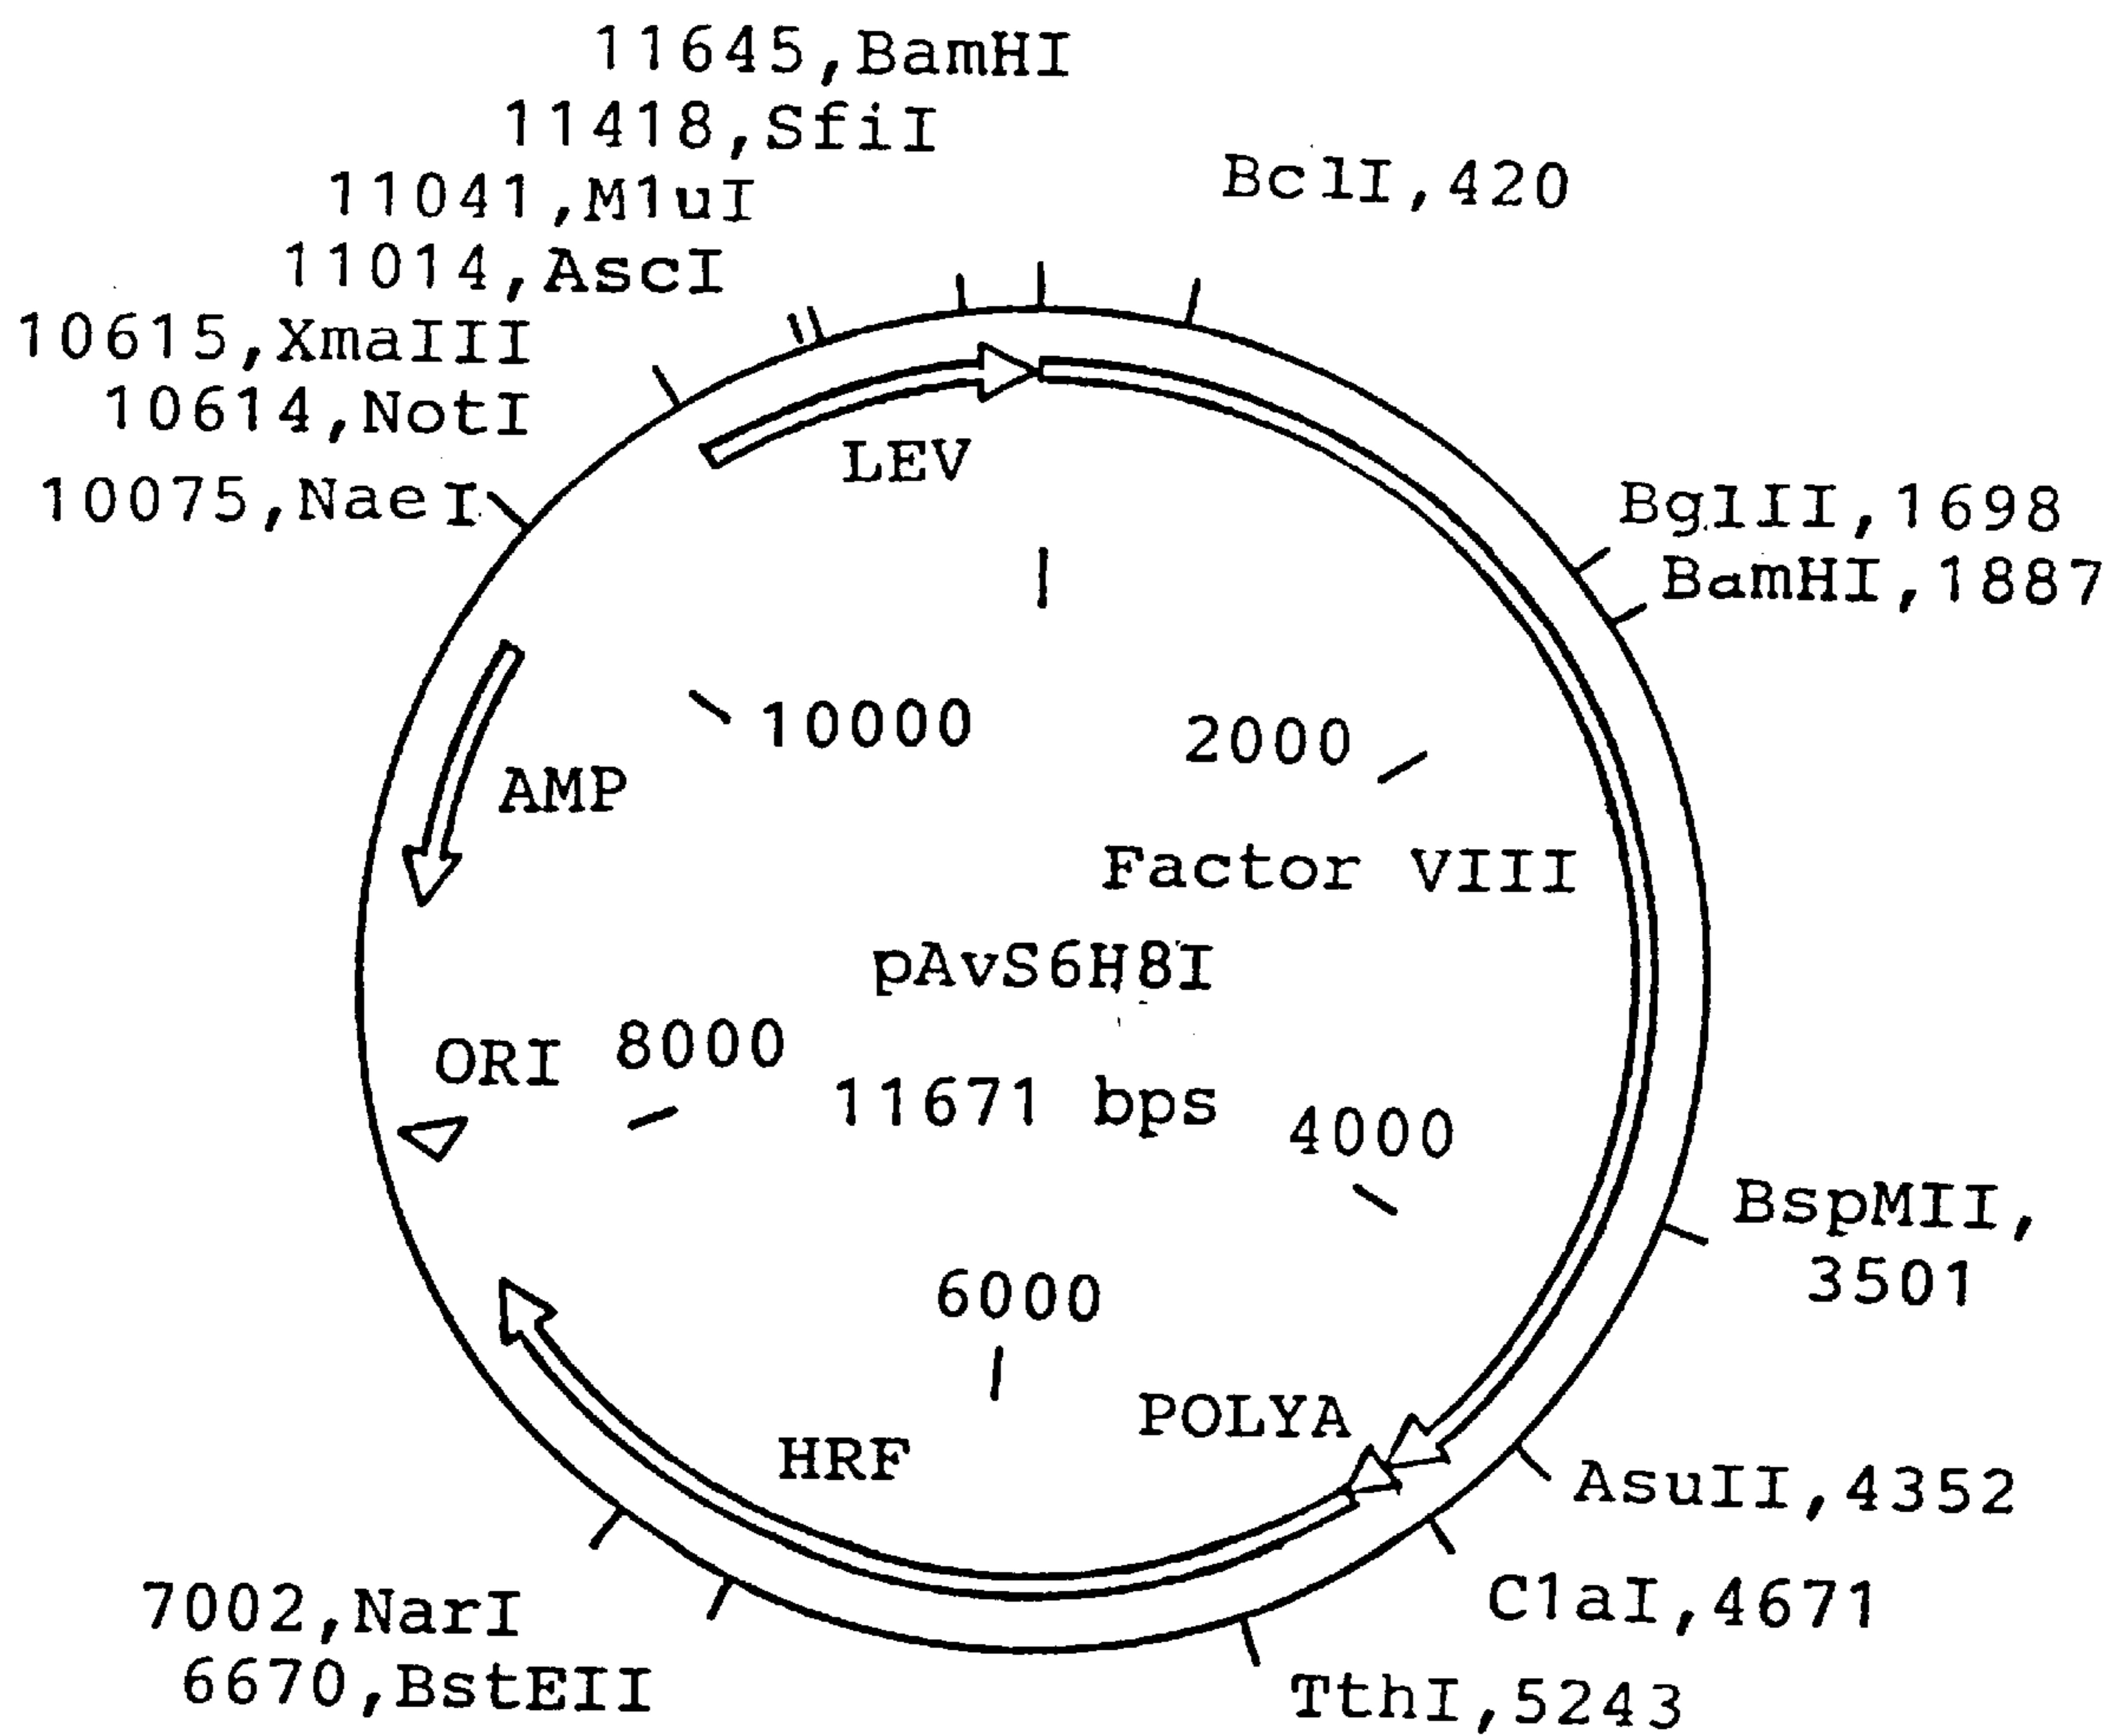 11645,BamHI
11418,SfiI
11041,MluI
11014,AscI
10615,XmaIII
10614,NotI
10075,NaeI
BclI,420
BglII,1698
BamHI,1887
LEV
10000
2000
AMP
Factor VIII
pAvS6H8I
ORI
8000
11671 bps
4000
BspMII,
3501
6000
POLYA
HRF
AsuII,4352
ClaI,4671
TthI,5243
7002,NarI
6670,BstEII